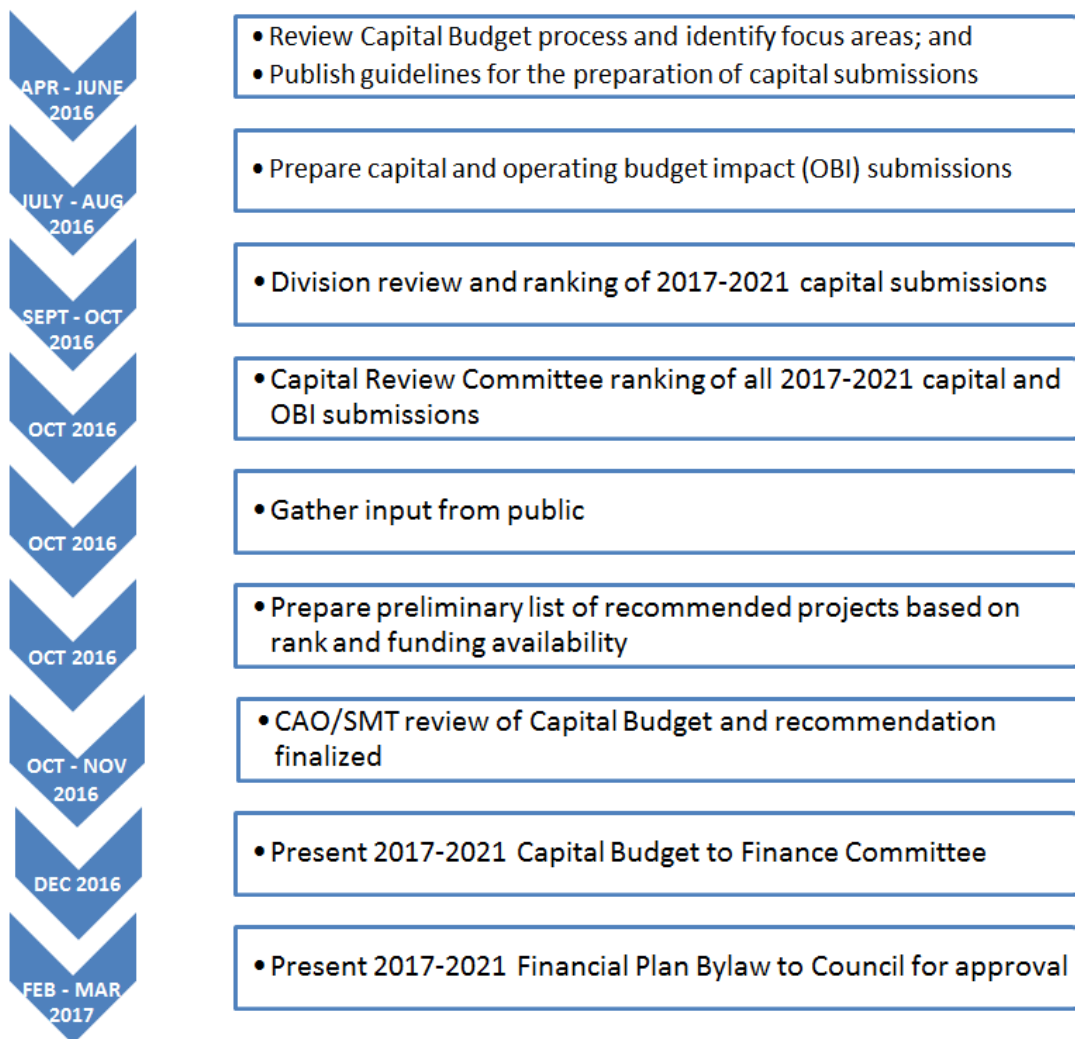 • Review Capital Budget process and identify focus areas; and
• Publish guidelines for the preparation of capital submissions
APR - JUNE
2016
• Prepare capital and operating budget impact (OBI) submissions
JULY - AUG
2016
• Division review and ranking of 2017-2021 capital submissions
SEPT - OCT
2016
• Capital Review Committee ranking of all 2017-2021 capital and
OBI submissions
OCT 2016
• Gather input from public
OCT 2016
• Prepare preliminary list of recommended projects based on
rank and funding availability
OCT 2016
• CAO/SMT review of Capital Budget and recommendation
finalized
OCT - NOV
2016
• Present 2017-2021 Capital Budget to Finance Committee
DEC 2016
• Present 2017-2021 Financial Plan Bylaw to Council for approval
FEB - MAR
2017